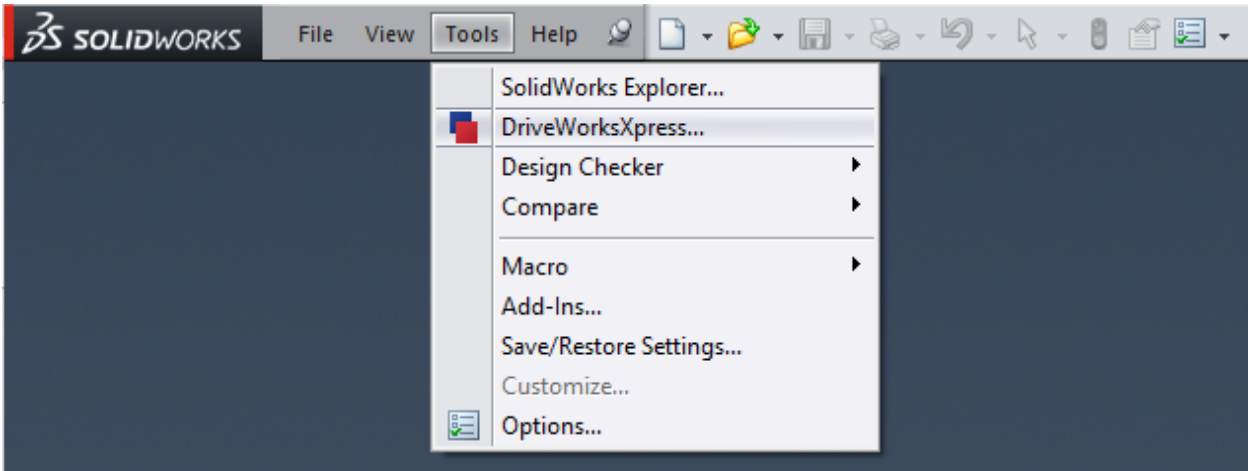 SOLIDWORKS File View Tools Help
SolidWorks Explorer...
DriveWorksXpress...
Design Checker
Compare
Macro
Add-Ins...
Save/Restore Settings...
Customize...
Options...